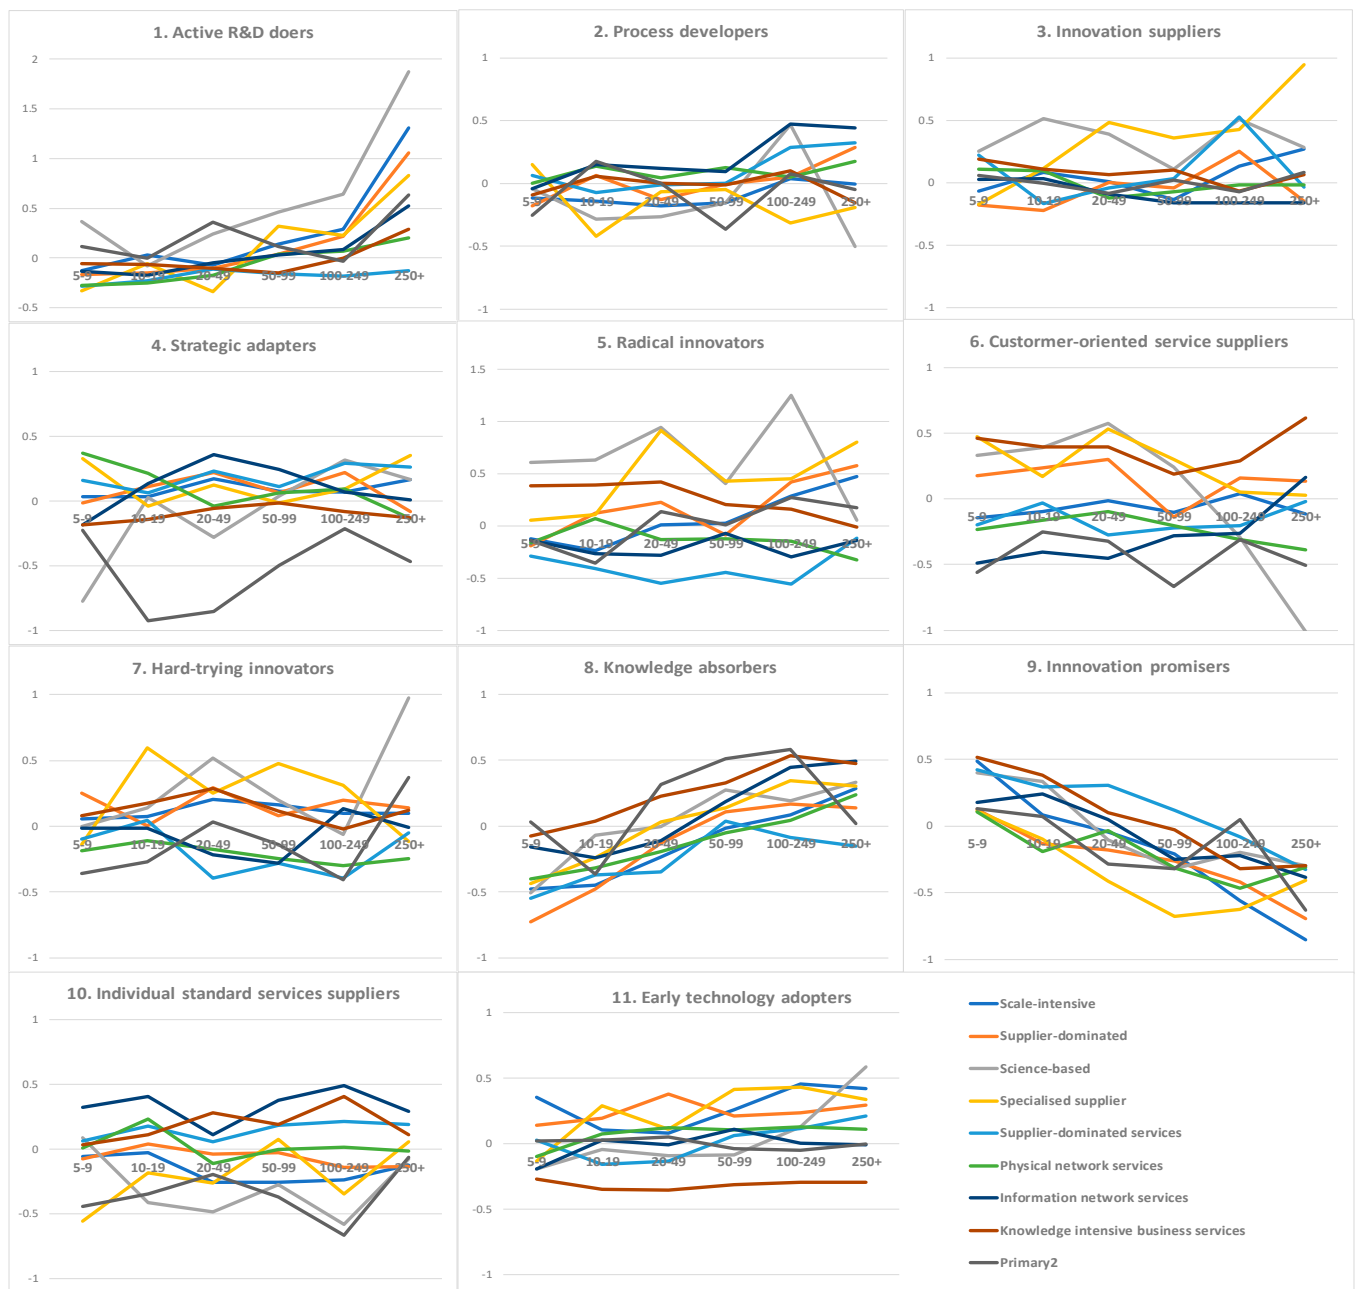 1. Active R&D doers
2
1.5
1
0.5
0
-0.5
5-9 10-19 20-49 50-99 100-249 250+
2. Process developers
1
0.5
0
-0.5
-1
5-9 10-19 20-49 50-99 100-249 250+
3. Innovation suppliers
1
0.5
0
-0.5
-1
5-9 10-19 20-49 50-99 100-249 250+
4. Strategic adapters
1
0.5
0
-0.5
-1
5-9 10-19 20-49 50-99 100-249 250+
5. Radical innovators
1.5
1
0.5
0
-0.5
-1
5-9 10-19 20-49 50-99 100-249 250+
6. Custormer-oriented service suppliers
1
0.5
0
-0.5
-1
5-9 10-19 20-49 50-99 100-249 250+
7. Hard-trying innovators
1
0.5
0
-0.5
-1
5-9 10-19 20-49 50-99 100-249 250+
8. Knowledge absorbers
1
0.5
0
-0.5
-1
5-9 10-19 20-49 50-99 100-249 250+
9. Innnovation promisers
1
0.5
0
-0.5
-1
5-9 10-19 20-49 50-99 100-249 250+
10. Individual standard services suppliers
1
0.5
0
-0.5
-1
5-9 10-19 20-49 50-99 100-249 250+
11. Early technology adopters
1
0.5
0
-0.5
-1
5-9 10-19 20-49 50-99 100-249 250+
Scale-intensive
Supplier-dominated
Science-based
Specialised supplier
Supplier-dominated services
Physical network services
Information network services
Knowledge intensive business services
Primary2